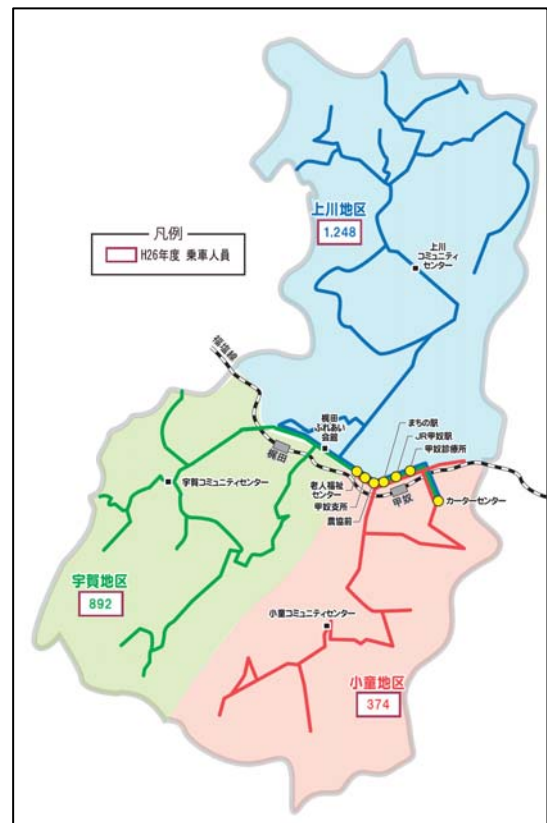 上川地区
1.248
凡例
H26年度 乗車人員
上川
コミュニティ
センター
福塩線
梶田
ふれあい
会館
まちの駅
JR甲奴駅
甲奴診療所
梶田
宇賀コミュニティセンター
老人福祉
センター
甲奴支所
農協前
甲奴
カーターセンター
宇賀地区
892
小童コミュニティセンター
小童地区
374